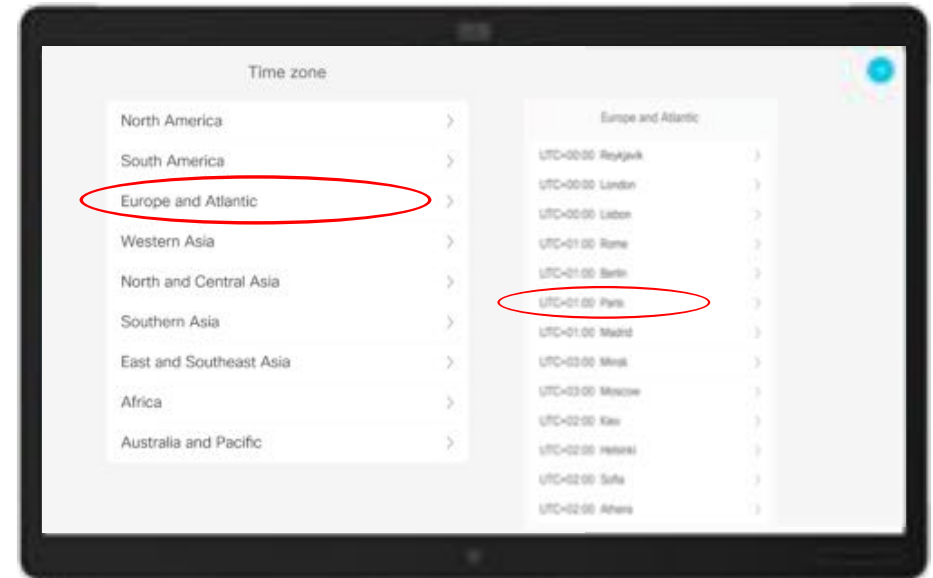 Time zone
North America
South America
Europe and Atlantic
Western Asia
North and Central Asia
Southern Asia
East and Southeast Asia
Africa
Australia and Pacific
Europe and Atlantic
UTC+00:00 Reykjavik
UTC+00:00 London
UTC+00:00 Lisbon
UTC+01:00 Rome
UTC+01:00 Berlin
UTC+01:00 Paris
UTC+01:00 Madrid
UTC+03:00 Minsk
UTC+03:00 Moscow
UTC+02:00 Kiev
UTC+02:00 Helsinki
UTC+02:00 Sofia
UTC+02:00 Athens